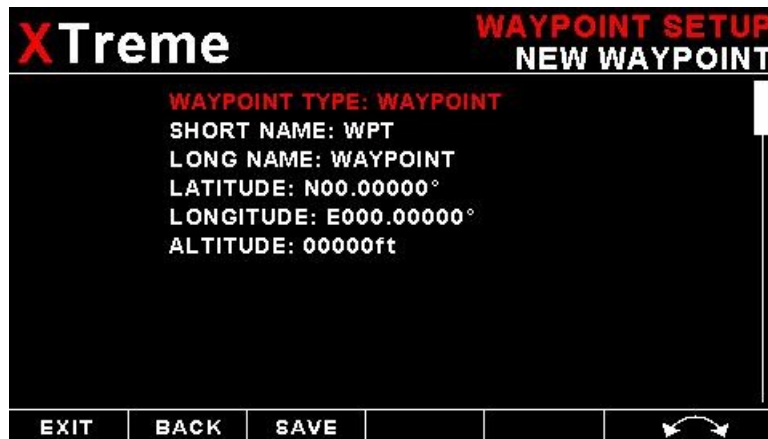 XTreme
WAYPOINT SETUP
NEW WAYPOINT
WAYPOINT TYPE: WAYPOINT
SHORT NAME: WPT
LONG NAME: WAYPOINT
LATITUDE: N00.00000°
LONGITUDE: E000.00000°
ALTITUDE: 00000ft
EXIT BACK SAVE